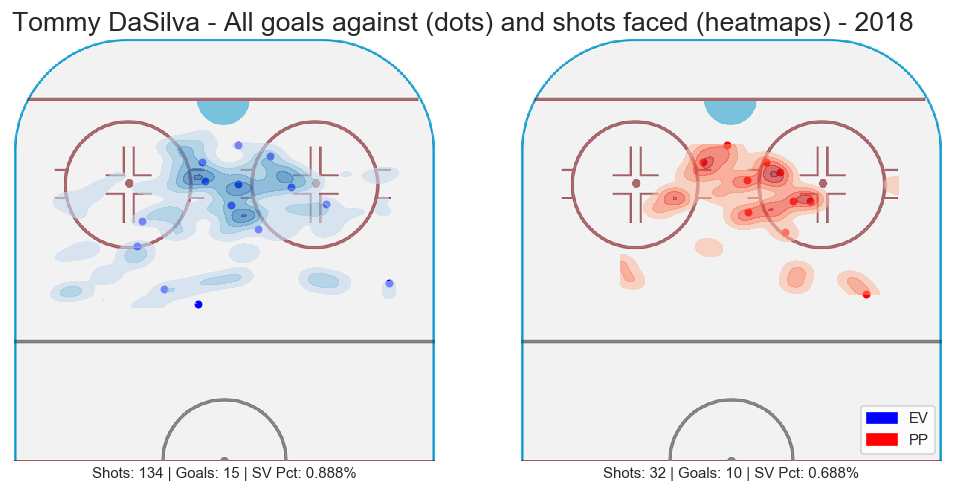 Tommy DaSilva - All goals against (dots) and shots faced (heatmaps) - 2018
EV
PP
Shots: 134 | Goals: 15 | SV Pct: 0.888%
Shots: 32 | Goals: 10 | SV Pct: 0.688%